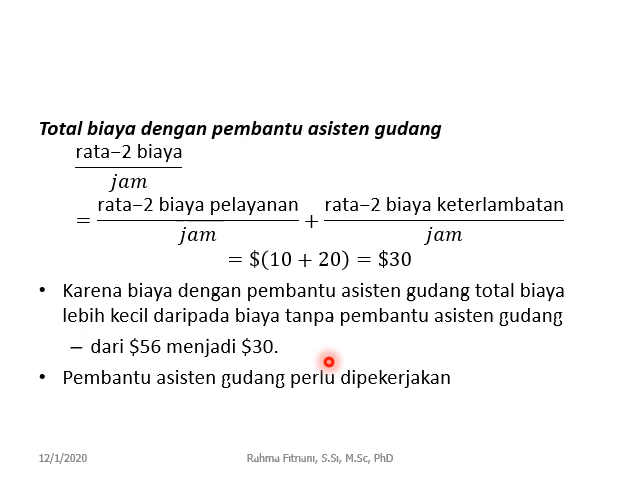 Total biaya dengan pembantu asisten gudang
rata−2 biaya
jam
= rata−2 biaya pelayanan / jam + rata−2 biaya keterlambatan / jam
= $(10 + 20) = $30
• Karena biaya dengan pembantu asisten gudang total biaya
lebih kecil daripada biaya tanpa pembantu asisten gudang
– dari $56 menjadi $30.
• Pembantu asisten gudang perlu dipekerjakan
12/1/2020 Rahma Fitriani, S.Si, M.Sc, PhD